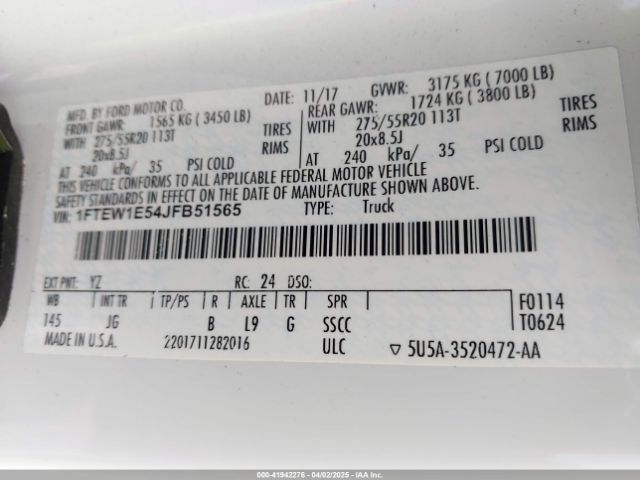 MFD. BY FORD MOTOR CO. DATE: 11/17 GVWR: 3175 KG ( 7000 LB)
FRONT GAWR: 1565 KG ( 3450 LB) REAR GAWR: 1724 KG ( 3800 LB)
WITH 275/55R20 113T TIRES WITH 275/55R20 113T TIRES
20x8.5J RIMS 20x8.5J RIMS
AT 240 kPa/ 35 PSI COLD AT 240 kPa/ 35 PSI COLD
THIS VEHICLE CONFORMS TO ALL APPLICABLE FEDERAL MOTOR VEHICLE
SAFETY STANDARDS IN EFFECT ON THE DATE OF MANUFACTURE SHOWN ABOVE.
VIN: 1FTEW1E54JFB51565 TYPE: Truck
EXT PNT: YZ RC: 24 DSO:
WB INT TR TP/PS R AXLE TR SPR F0114
145 JG B L9 G SSCC T0624
MADE IN U.S.A. 2201711282016 ULC ▽ 5U5A-3520472-AA
000-41942276 - 04/02/2025 - IAA Inc.